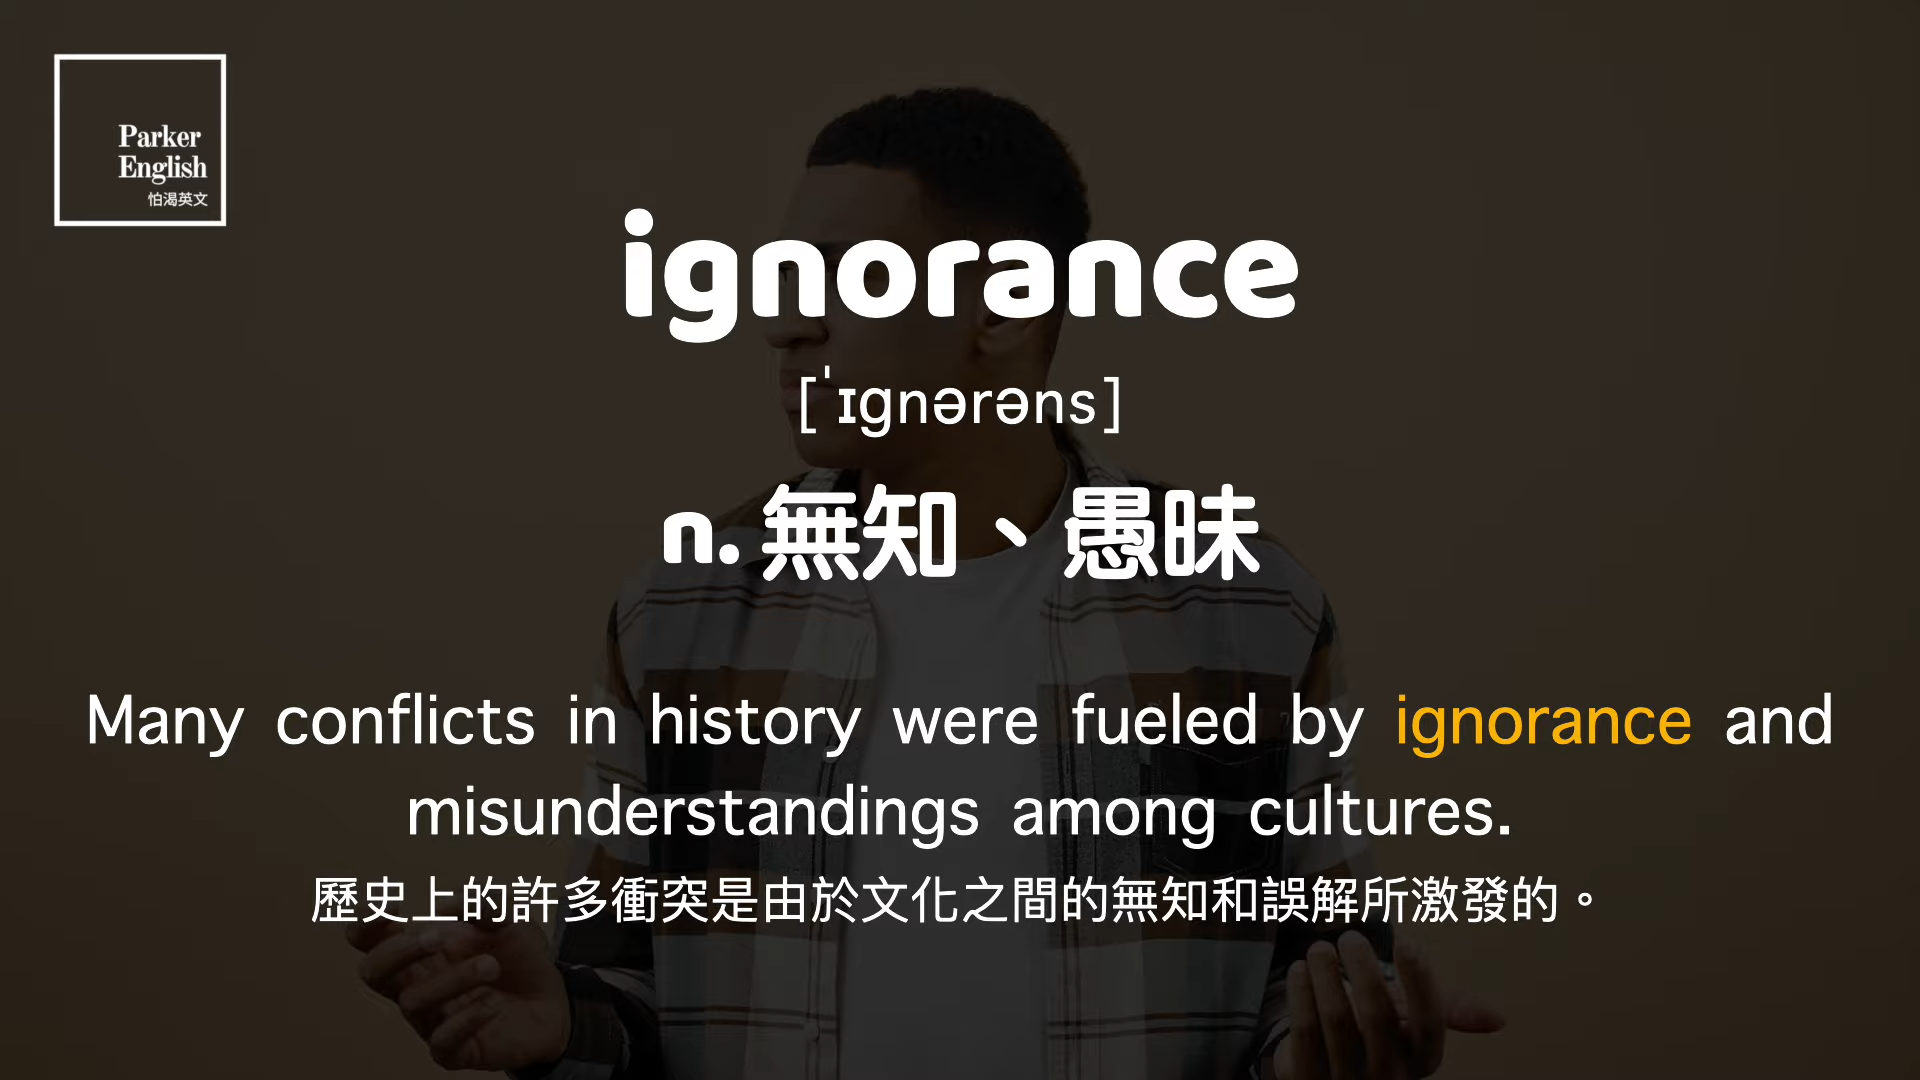 Parker
English
怕渴英文
ignorance
[ˈɪgnərəns]
n. 無知、愚昧
Many conflicts in history were fueled by ignorance and
misunderstandings among cultures.
歷史上的許多衝突是由於文化之間的無知和誤解所激發的。